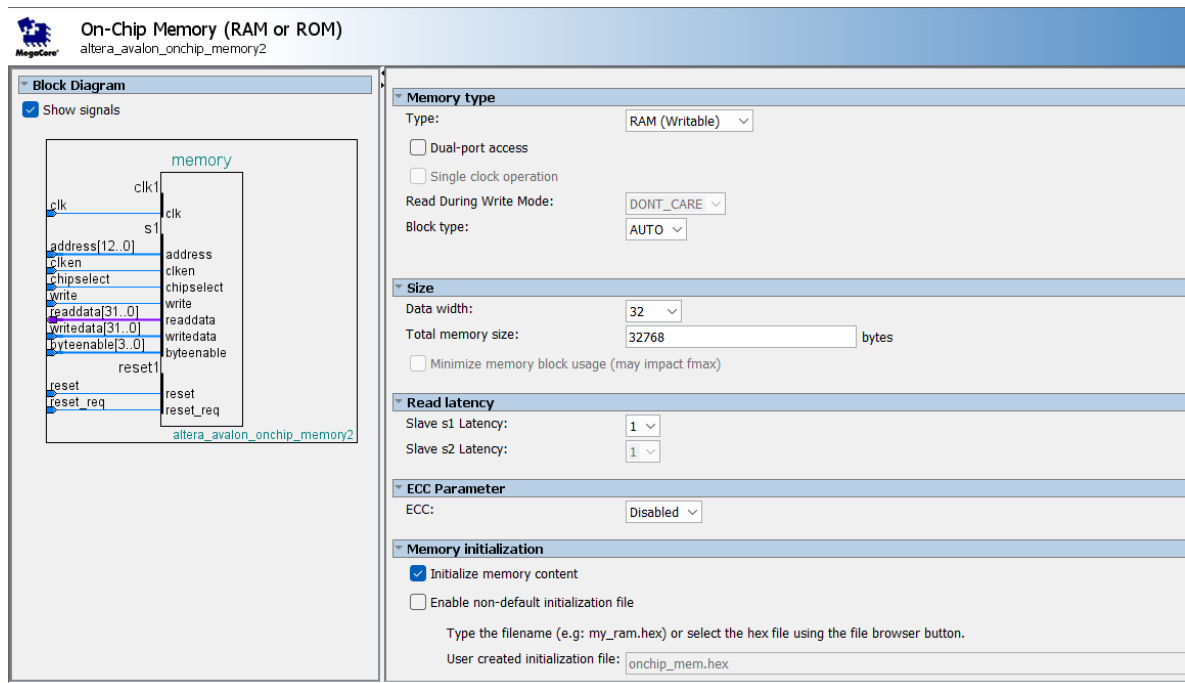 On-Chip Memory (RAM or ROM)
altera_avalon_onchip_memory2
MegaCore'
Block Diagram
Show signals
memory
clk1
clk
clk
s1
address[12..0]
address
clken
clken
chipselect
chipselect
write
write
readdata[31..0]
readdata
writedata[31..0]
writedata
byteenable[3..0]
byteenable
reset1
reset
reset
reset_req
reset_req
altera_avalon_onchip_memory2
Memory type
Type: RAM (Writable)
Dual-port access
Single clock operation
Read During Write Mode: DONT_CARE
Block type: AUTO
Size
Data width: 32
Total memory size: 32768 bytes
Minimize memory block usage (may impact fmax)
Read latency
Slave s1 Latency: 1
Slave s2 Latency: 1
ECC Parameter
ECC: Disabled
Memory initialization
Initialize memory content
Enable non-default initialization file
Type the filename (e.g: my_ram.hex) or select the hex file using the file browser button.
User created initialization file: onchip_mem.hex